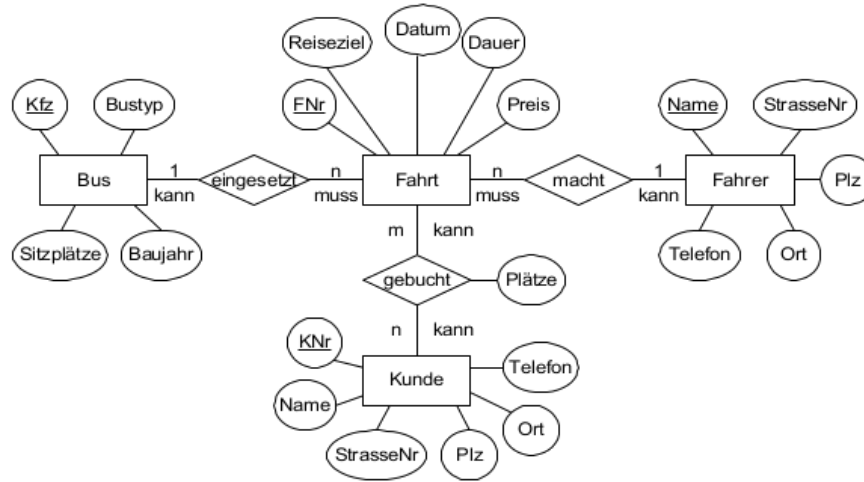 Reiseziel
Datum
Dauer
Kfz
Bustyp
FNr
Preis
Name
StrasseNr
Bus
1
kann
eingesetzt
n
muss
Fahrt
n
muss
macht
1
kann
Fahrer
Plz
Sitzplätze
Baujahr
m
kann
Telefon
Ort
gebucht
Plätze
n
kann
KNr
Kunde
Telefon
Name
Ort
StrasseNr
Plz